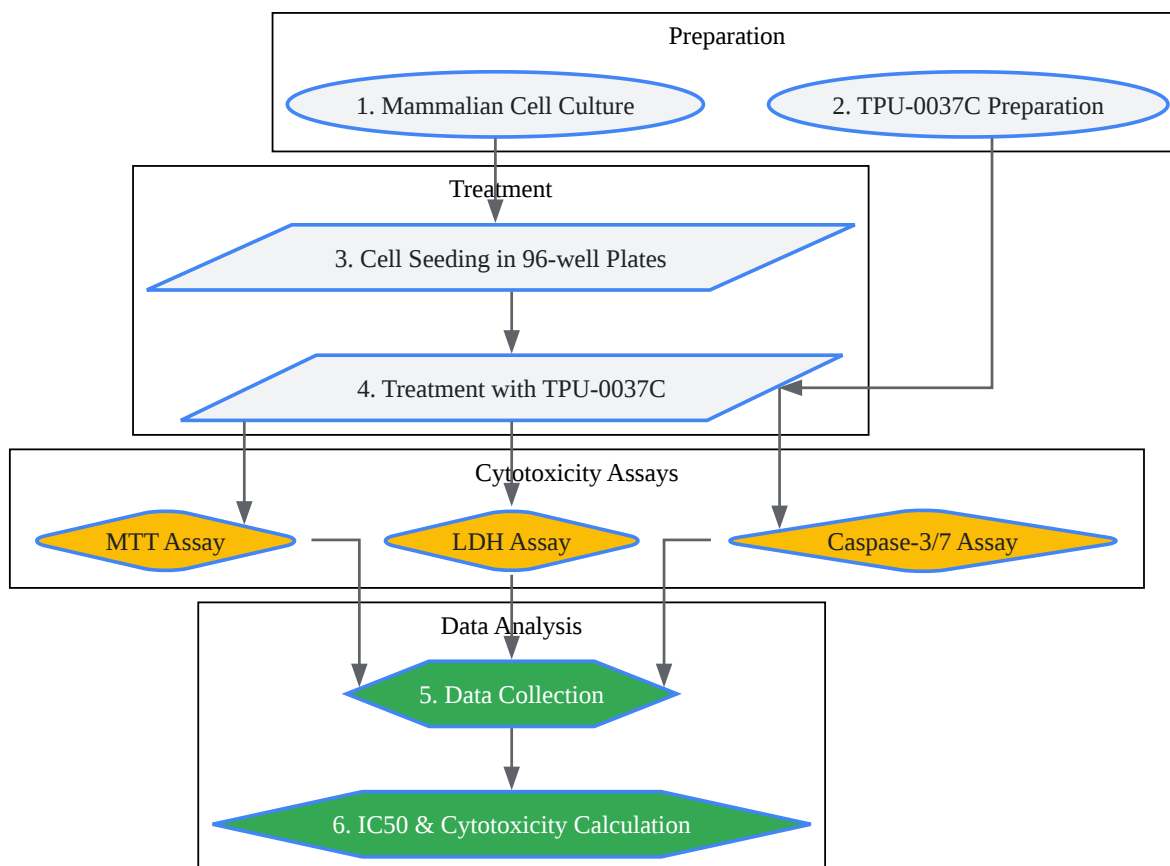 Preparation
1. Mammalian Cell Culture
2. TPU-0037C Preparation
Treatment
3. Cell Seeding in 96-well Plates
4. Treatment with TPU-0037C
Cytotoxicity Assays
MTT Assay
LDH Assay
Caspase-3/7 Assay
Data Analysis
5. Data Collection
6. IC50 & Cytotoxicity Calculation